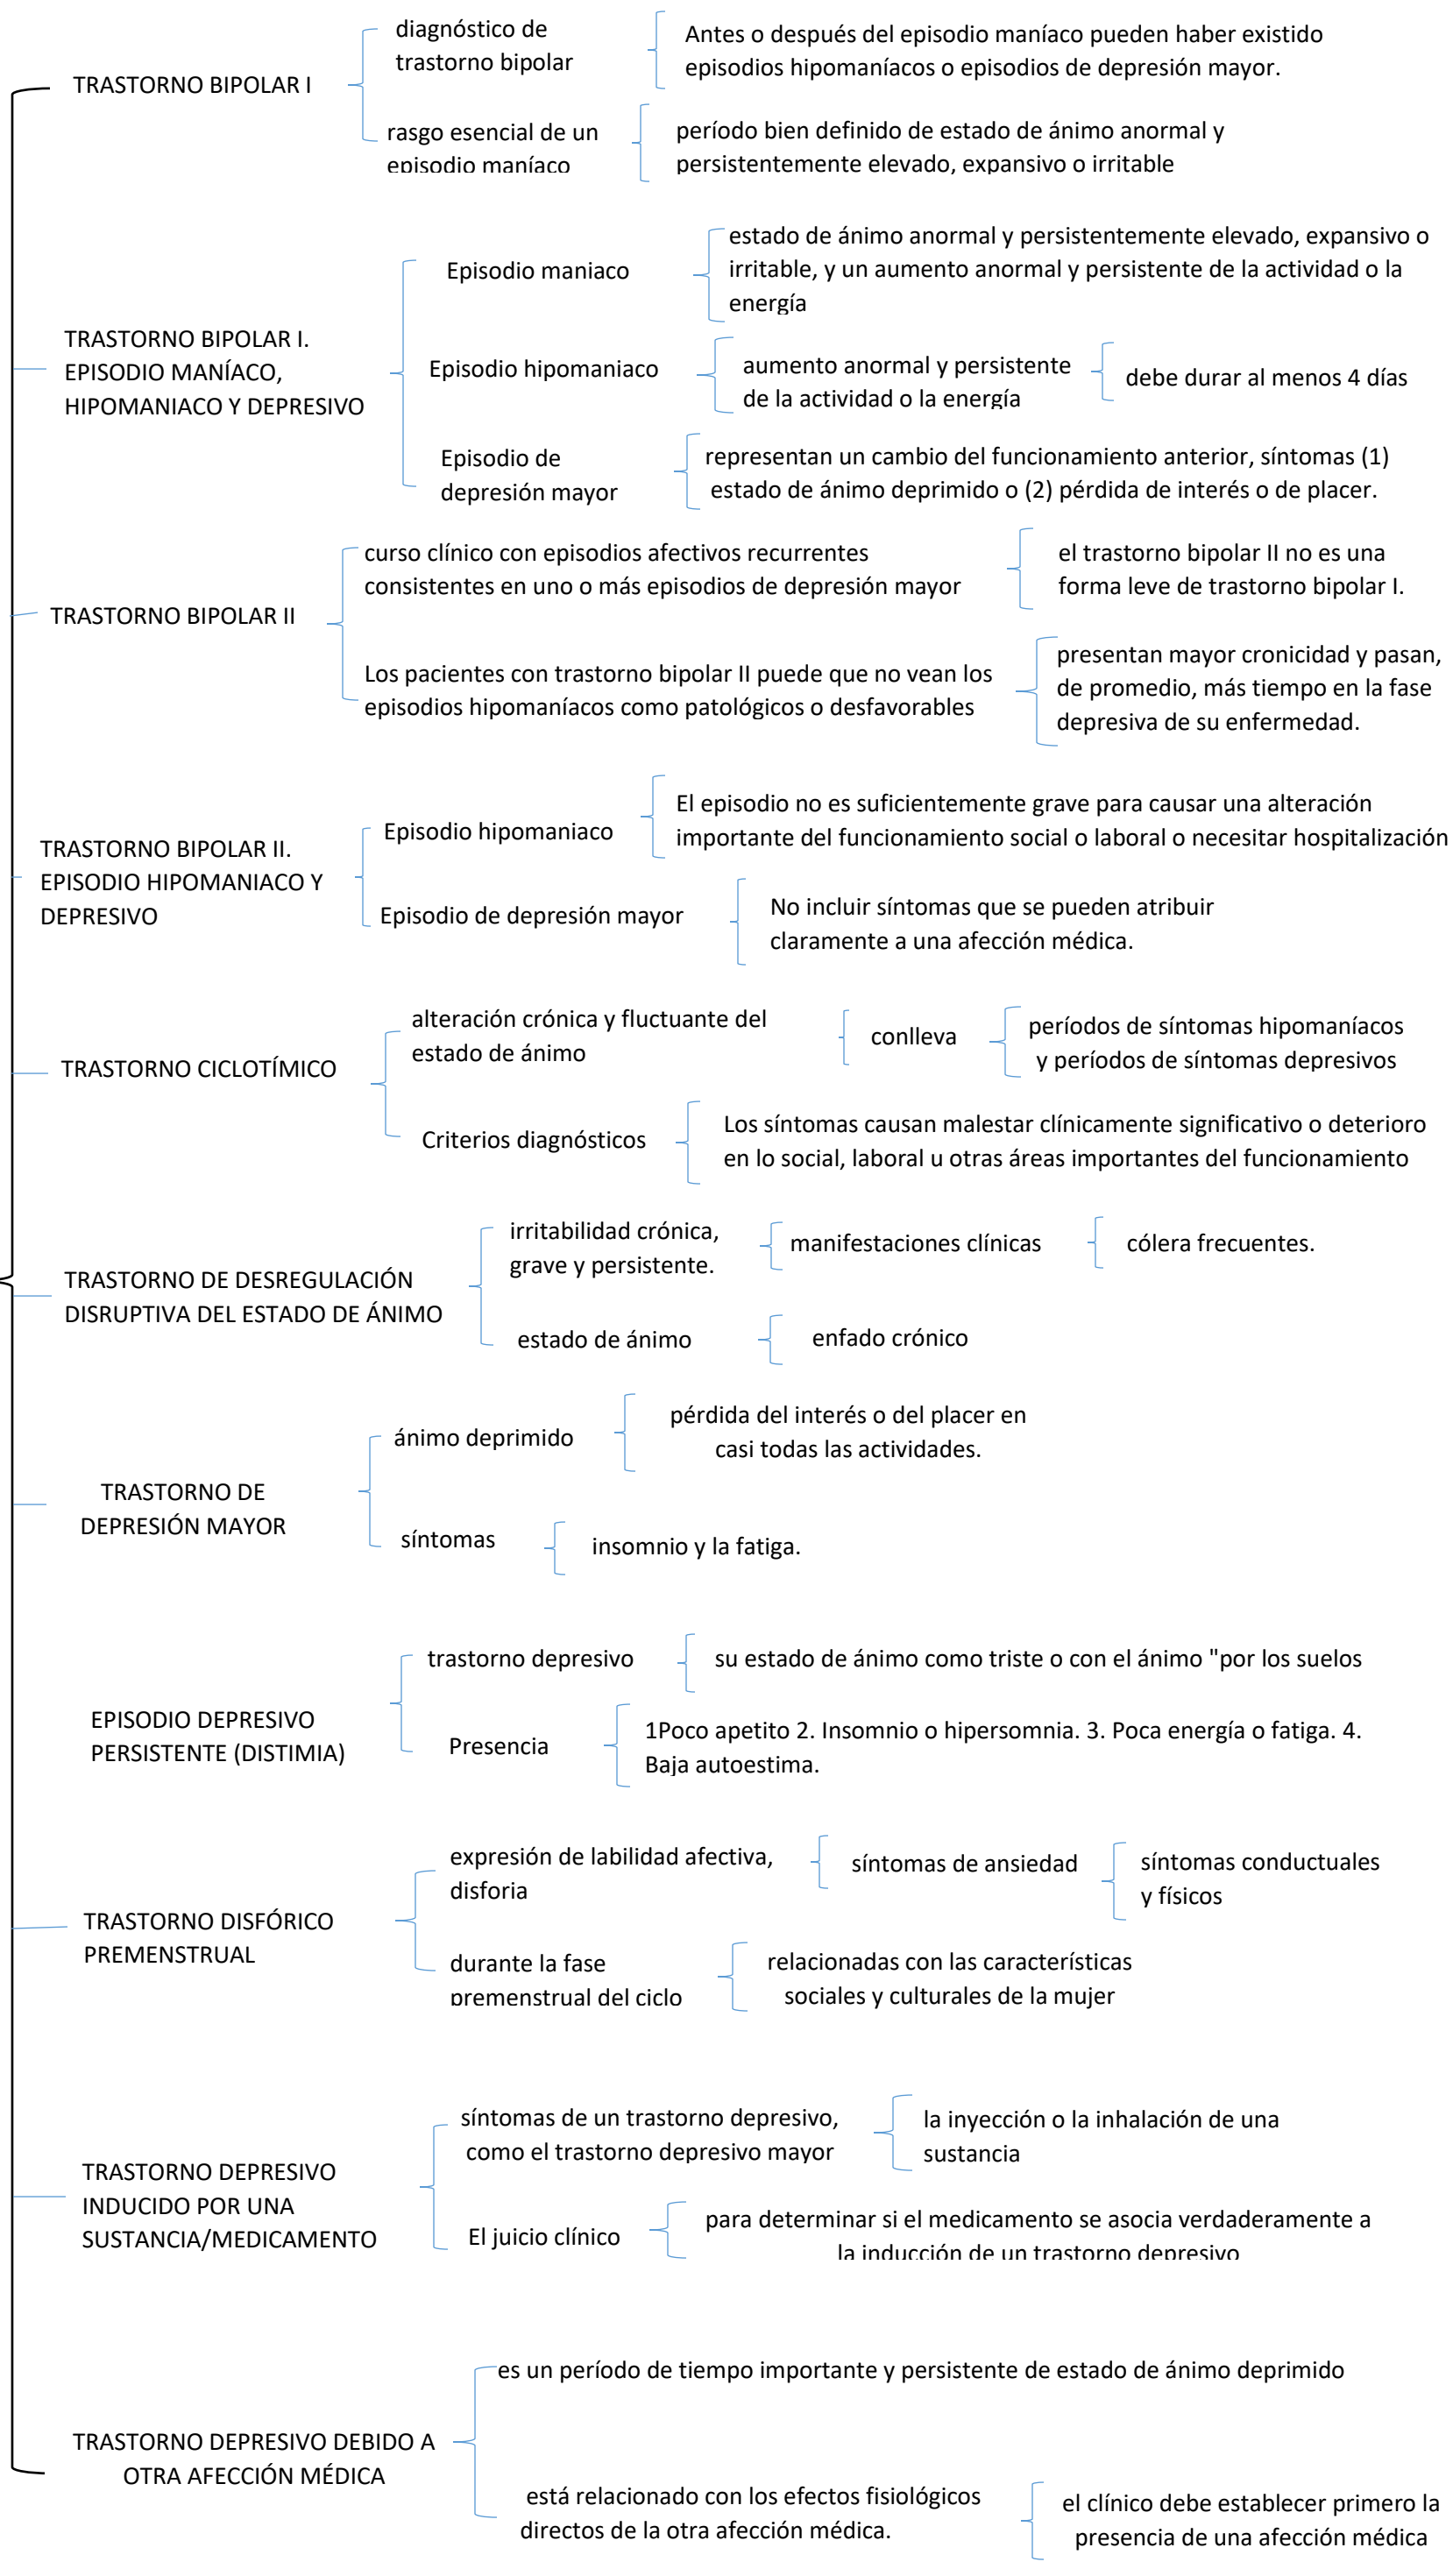 TRASTORNO BIPOLAR I
diagnóstico de
trastorno bipolar
Antes o después del episodio maníaco pueden haber existido
episodios hipomaníacos o episodios de depresión mayor.
rasgo esencial de un
episodio maníaco
período bien definido de estado de ánimo anormal y
persistentemente elevado, expansivo o irritable
TRASTORNO BIPOLAR I.
EPISODIO MANÍACO,
HIPOMANIACO Y DEPRESIVO
Episodio maniaco
estado de ánimo anormal y persistentemente elevado, expansivo o
irritable, y un aumento anormal y persistente de la actividad o la
energía
Episodio hipomaniaco
aumento anormal y persistente
de la actividad o la energía
debe durar al menos 4 días
Episodio de
depresión mayor
representan un cambio del funcionamiento anterior, síntomas (1)
estado de ánimo deprimido o (2) pérdida de interés o de placer.
TRASTORNO BIPOLAR II
curso clínico con episodios afectivos recurrentes
consistentes en uno o más episodios de depresión mayor
el trastorno bipolar II no es una
forma leve de trastorno bipolar I.
Los pacientes con trastorno bipolar II puede que no vean los
episodios hipomaníacos como patológicos o desfavorables
presentan mayor cronicidad y pasan,
de promedio, más tiempo en la fase
depresiva de su enfermedad.
TRASTORNO BIPOLAR II.
EPISODIO HIPOMANIACO Y
DEPRESIVO
Episodio hipomaniaco
El episodio no es suficientemente grave para causar una alteración
importante del funcionamiento social o laboral o necesitar hospitalización
Episodio de depresión mayor
No incluir síntomas que se pueden atribuir
claramente a una afección médica.
TRASTORNO CICLOTÍMICO
alteración crónica y fluctuante del
estado de ánimo
conlleva
períodos de síntomas hipomaníacos
y períodos de síntomas depresivos
Criterios diagnósticos
Los síntomas causan malestar clínicamente significativo o deterioro
en lo social, laboral u otras áreas importantes del funcionamiento
TRASTORNO DE DESREGULACIÓN
DISRUPTIVA DEL ESTADO DE ÁNIMO
irritabilidad crónica,
grave y persistente.
manifestaciones clínicas
cólera frecuentes.
estado de ánimo
enfado crónico
TRASTORNO DE
DEPRESIÓN MAYOR
ánimo deprimido
pérdida del interés o del placer en
casi todas las actividades.
síntomas
insomnio y la fatiga.
EPISODIO DEPRESIVO
PERSISTENTE (DISTIMIA)
trastorno depresivo
su estado de ánimo como triste o con el ánimo "por los suelos
Presencia
1Poco apetito 2. Insomnio o hipersomnia. 3. Poca energía o fatiga. 4.
Baja autoestima.
TRASTORNO DISFÓRICO
PREMENSTRUAL
expresión de labilidad afectiva,
disforia
síntomas de ansiedad
síntomas conductuales
y físicos
durante la fase
premenstrual del ciclo
relacionadas con las características
sociales y culturales de la mujer
TRASTORNO DEPRESIVO
INDUCIDO POR UNA
SUSTANCIA/MEDICAMENTO
síntomas de un trastorno depresivo,
como el trastorno depresivo mayor
la inyección o la inhalación de una
sustancia
El juicio clínico
para determinar si el medicamento se asocia verdaderamente a
la inducción de un trastorno depresivo
TRASTORNO DEPRESIVO DEBIDO A
OTRA AFECCIÓN MÉDICA
es un período de tiempo importante y persistente de estado de ánimo deprimido
está relacionado con los efectos fisiológicos
directos de la otra afección médica.
el clínico debe establecer primero la
presencia de una afección médica